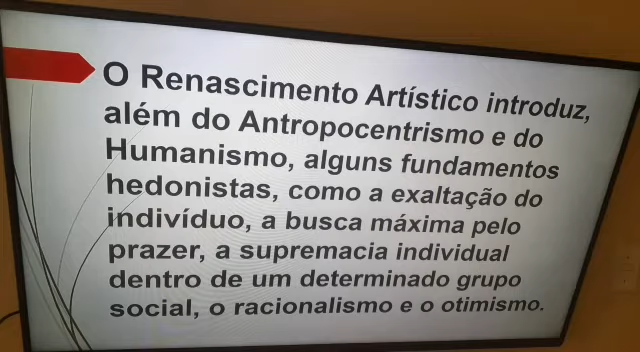 O Renascimento Artístico introduz,
além do Antropocentrismo e do
Humanismo, alguns fundamentos
hedonistas, como a exaltação do
indivíduo, a busca máxima pelo
prazer, a supremacia individual
dentro de um determinado grupo
social, o racionalismo e o otimismo.